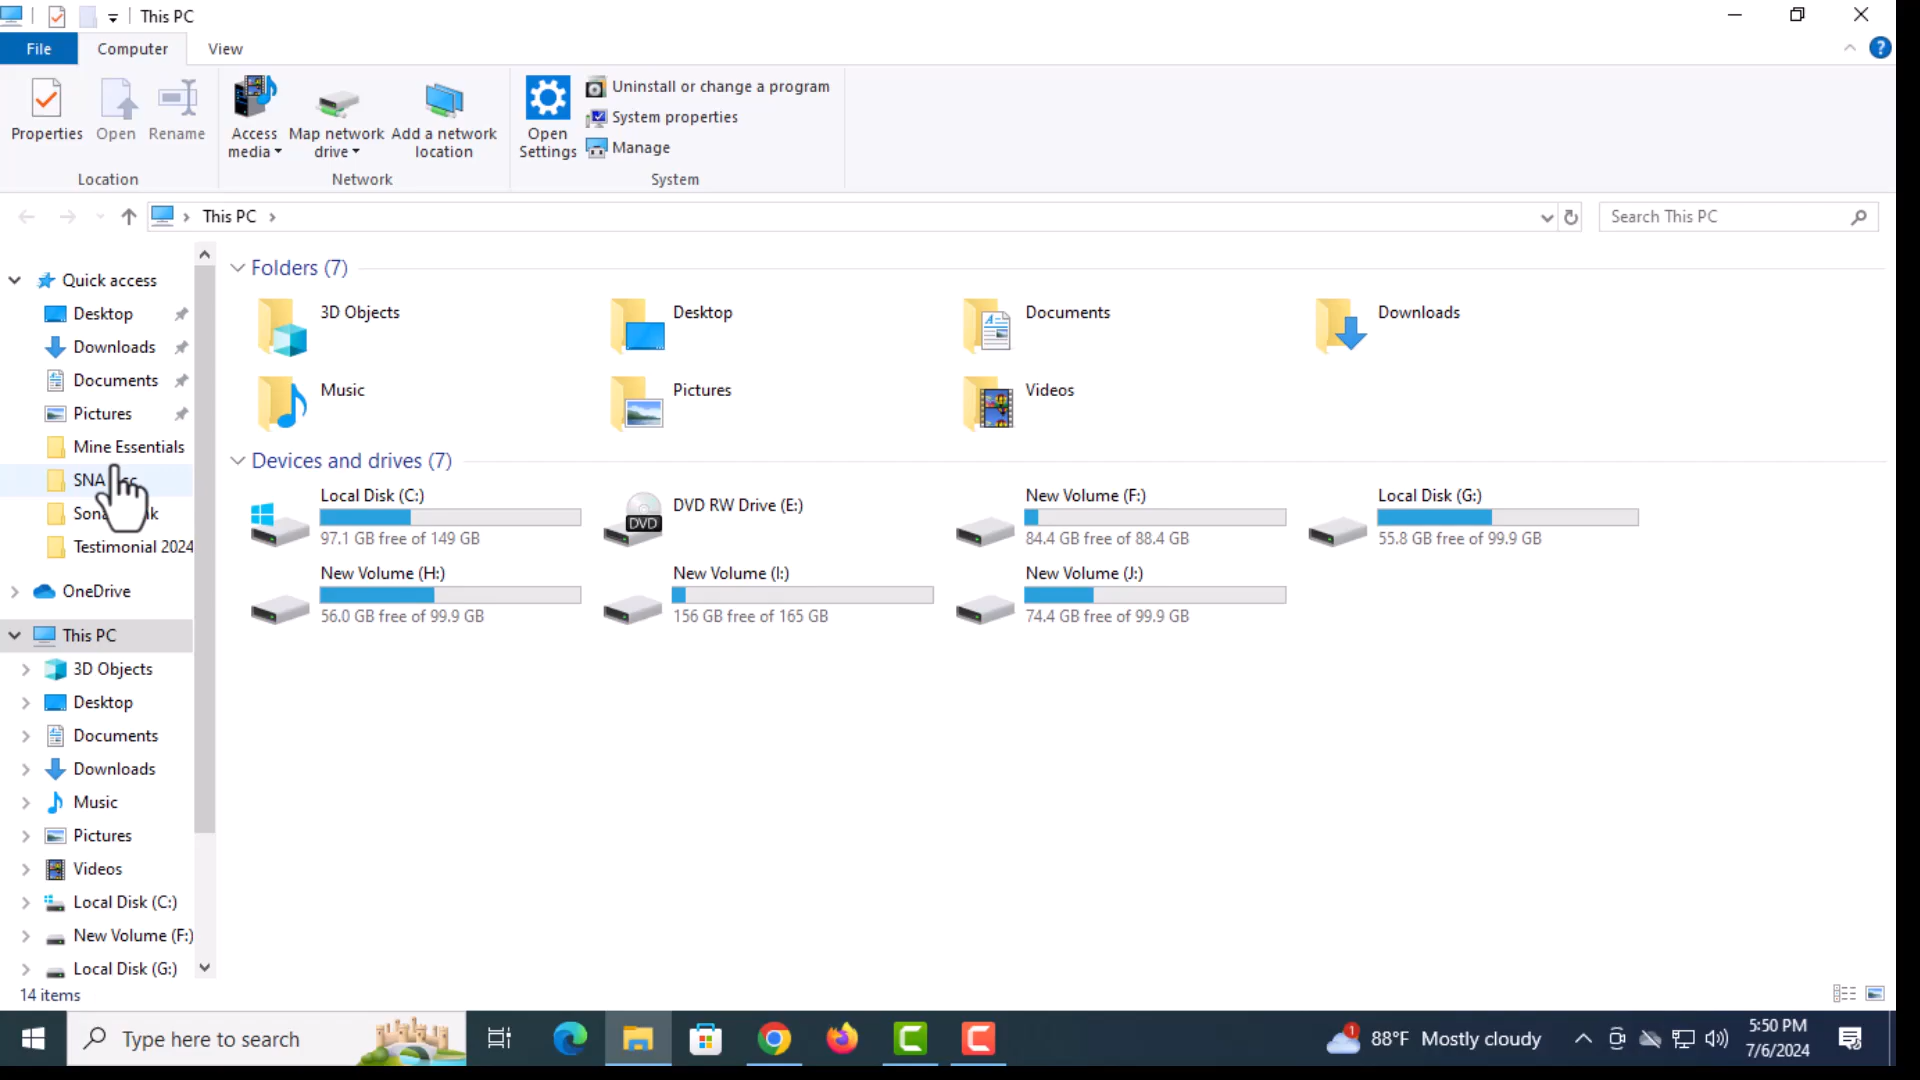 This PC
File
Computer
View
Properties
Open
Rename
Access
media
Map network
drive
Add a network
location
Open
Settings
Uninstall or change a program
System properties
Manage
Location
Network
System
This PC
Search This PC
Quick access
Desktop
Downloads
Documents
Pictures
Mine Essentials
SNA
Testimonial 2024
OneDrive
This PC
3D Objects
Desktop
Documents
Downloads
Music
Pictures
Videos
Local Disk (C:)
New Volume (F:)
Local Disk (G:)
Folders (7)
3D Objects
Desktop
Documents
Downloads
Music
Pictures
Videos
Devices and drives (7)
Local Disk (C:)
97.1 GB free of 149 GB
DVD RW Drive (E:)
DVD
New Volume (F:)
84.4 GB free of 88.4 GB
Local Disk (G:)
55.8 GB free of 99.9 GB
New Volume (H:)
56.0 GB free of 99.9 GB
New Volume (I:)
156 GB free of 165 GB
New Volume (J:)
74.4 GB free of 99.9 GB
14 items
Type here to search
1
88°F Mostly cloudy
5:50 PM
7/6/2024